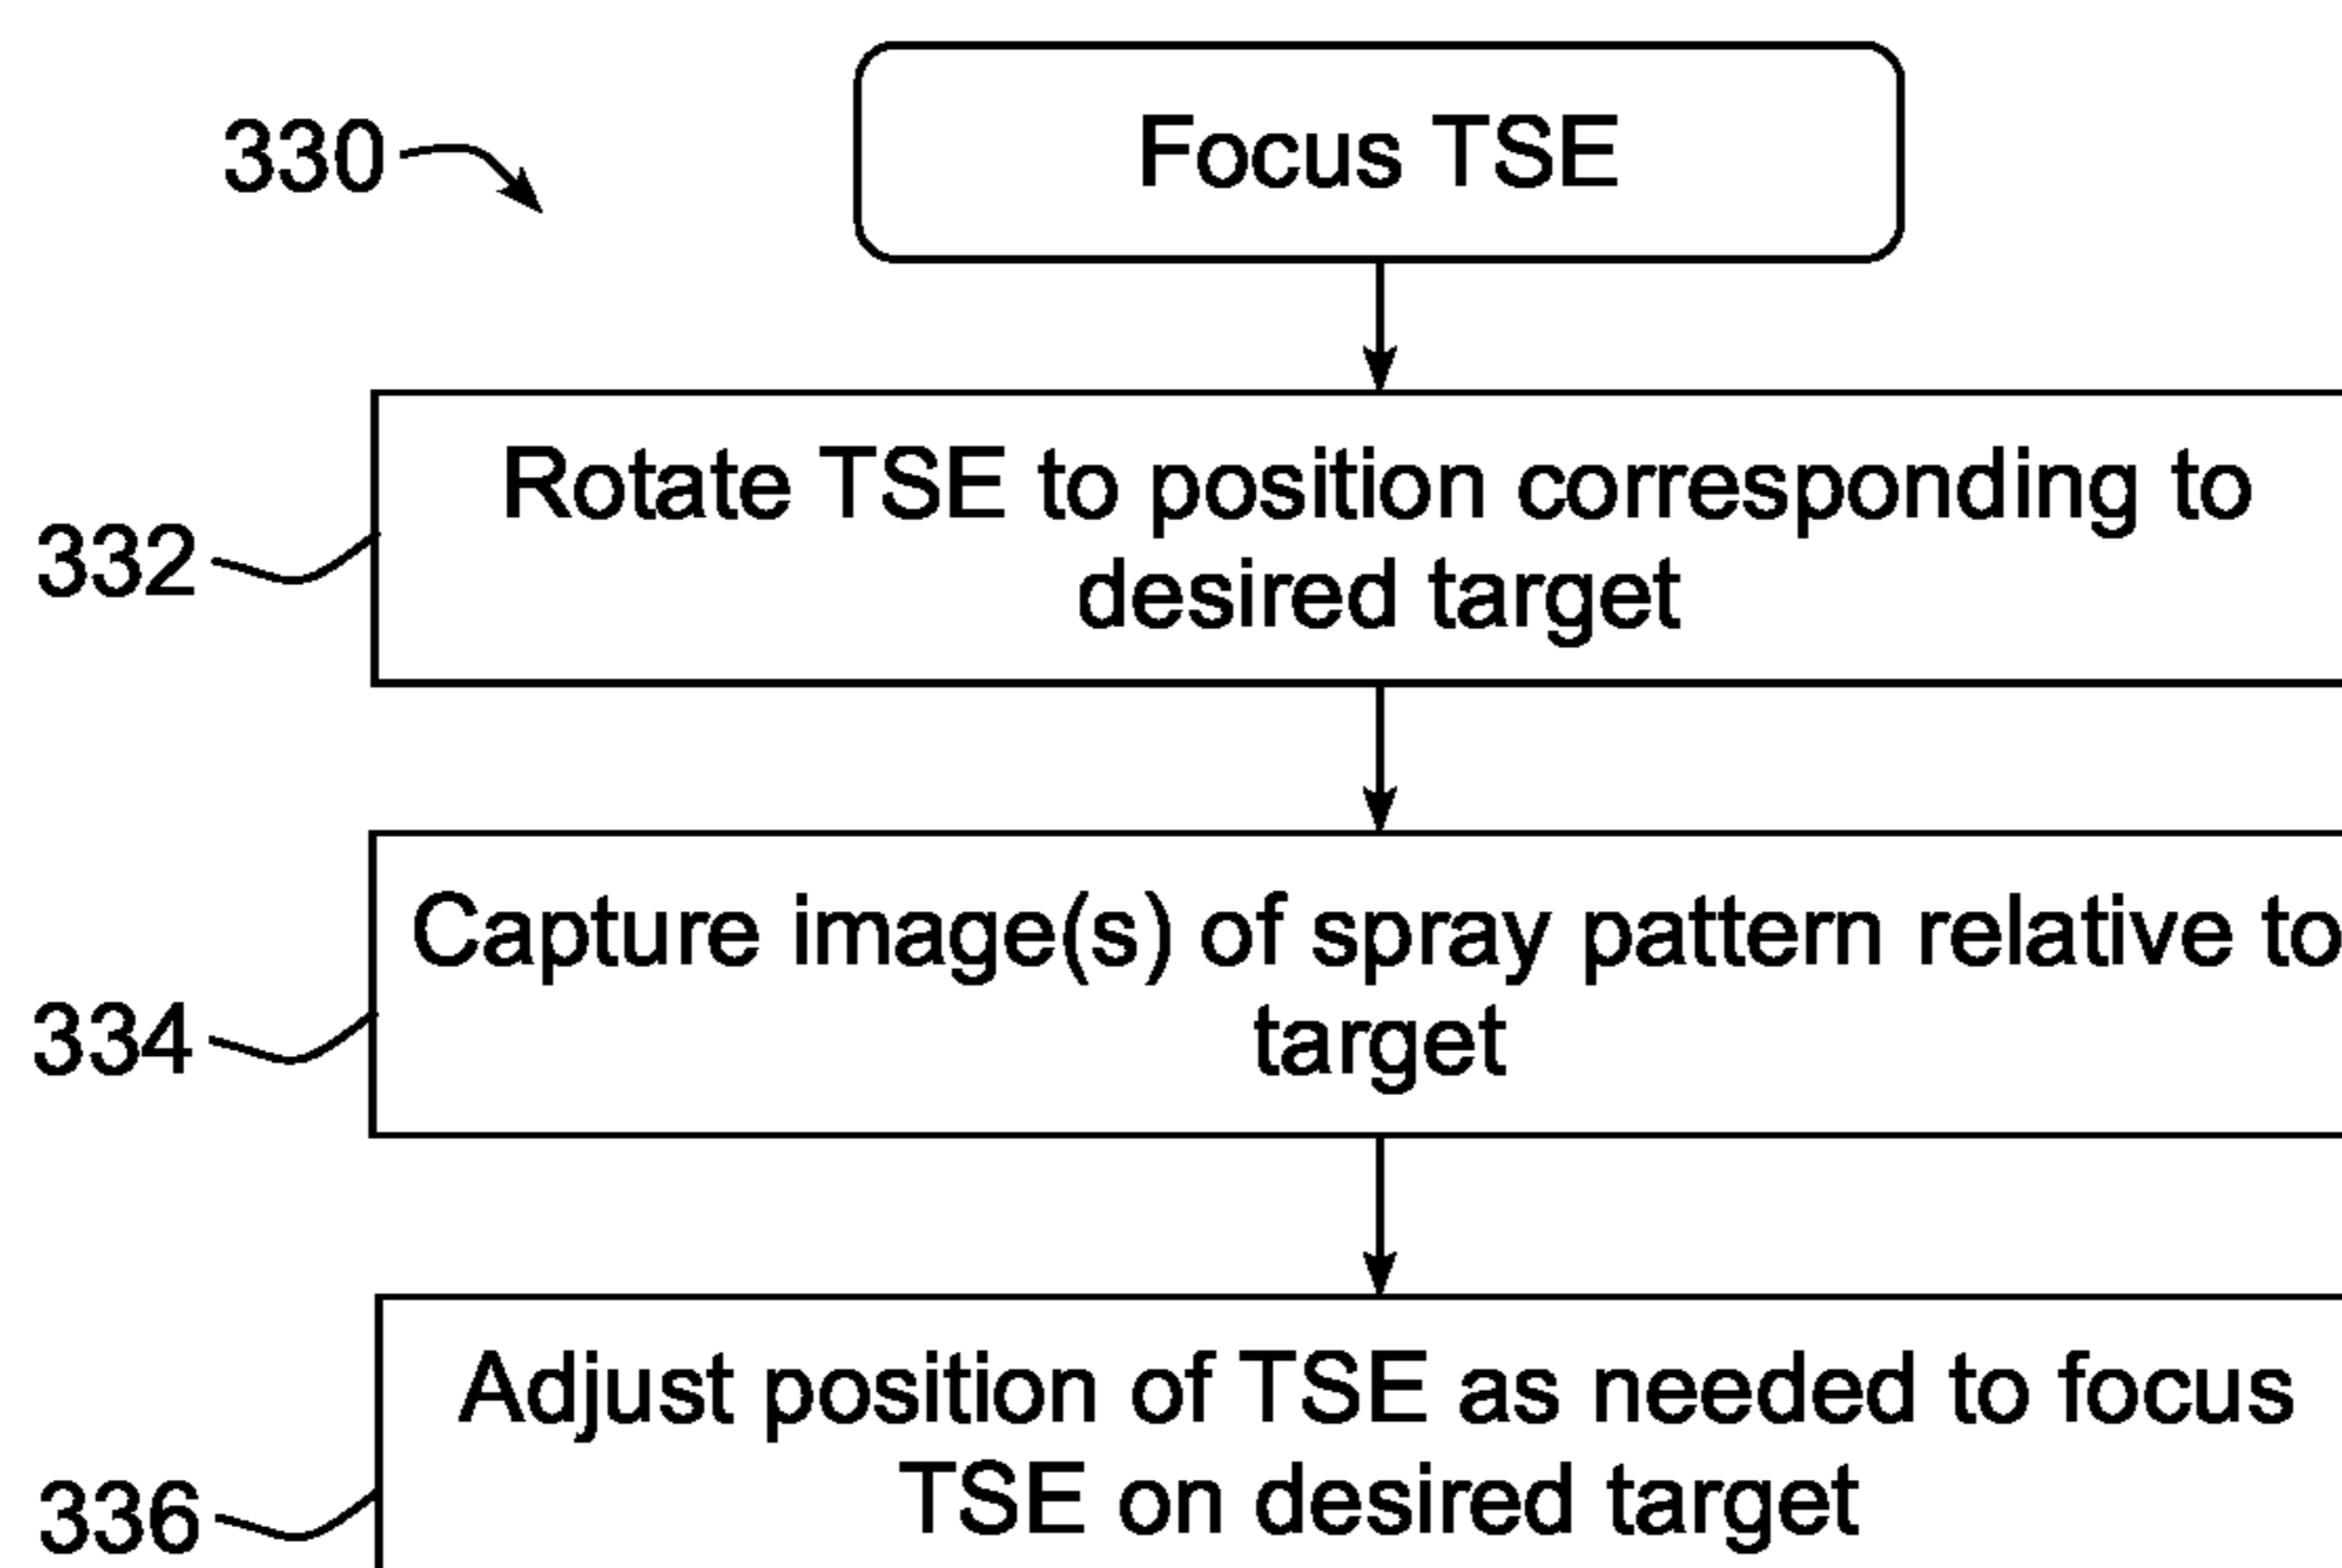 330
Focus TSE
Rotate TSE to position corresponding to
desired target
332
Capture image(s) of spray pattern relative to
target
334
Adjust position of TSE as needed to focus
TSE on desired target
336